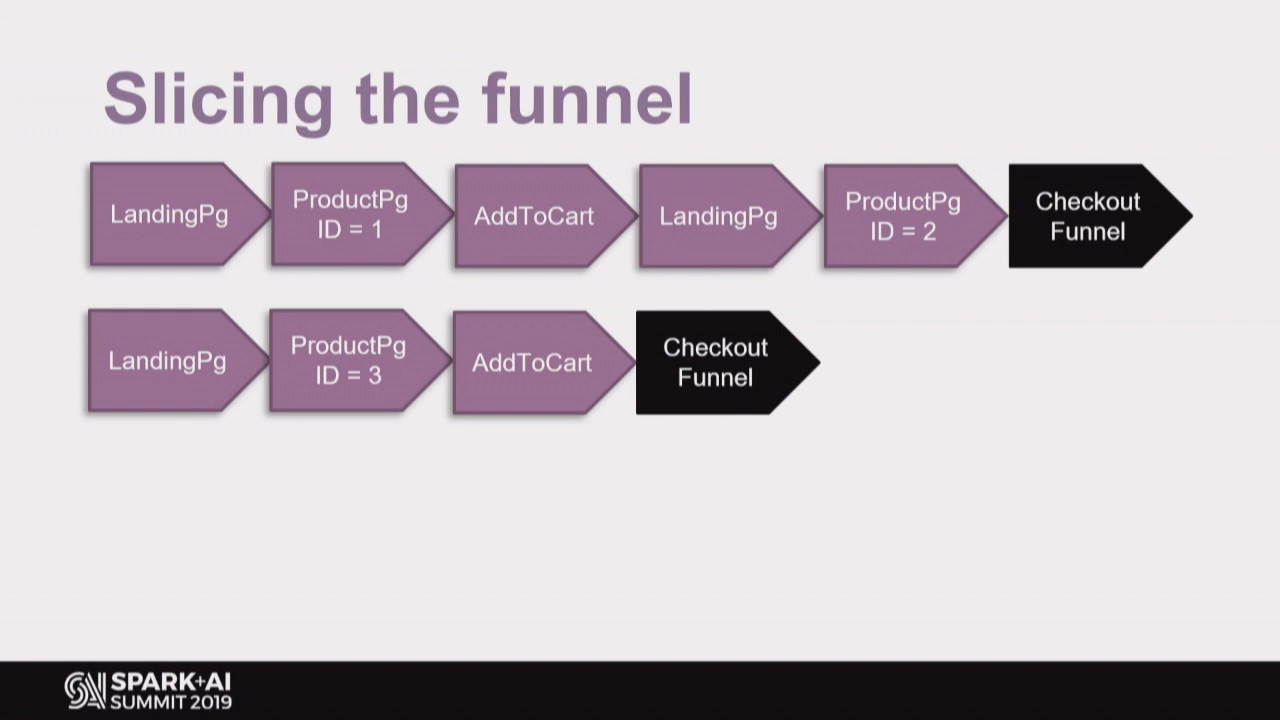 Slicing the funnel
LandingPg
ProductPg
ID = 1
AddToCart
LandingPg
ProductPg
ID = 2
Checkout
Funnel
LandingPg
ProductPg
ID = 3
AddToCart
Checkout
Funnel
SPARK+AI
SUMMIT 2019